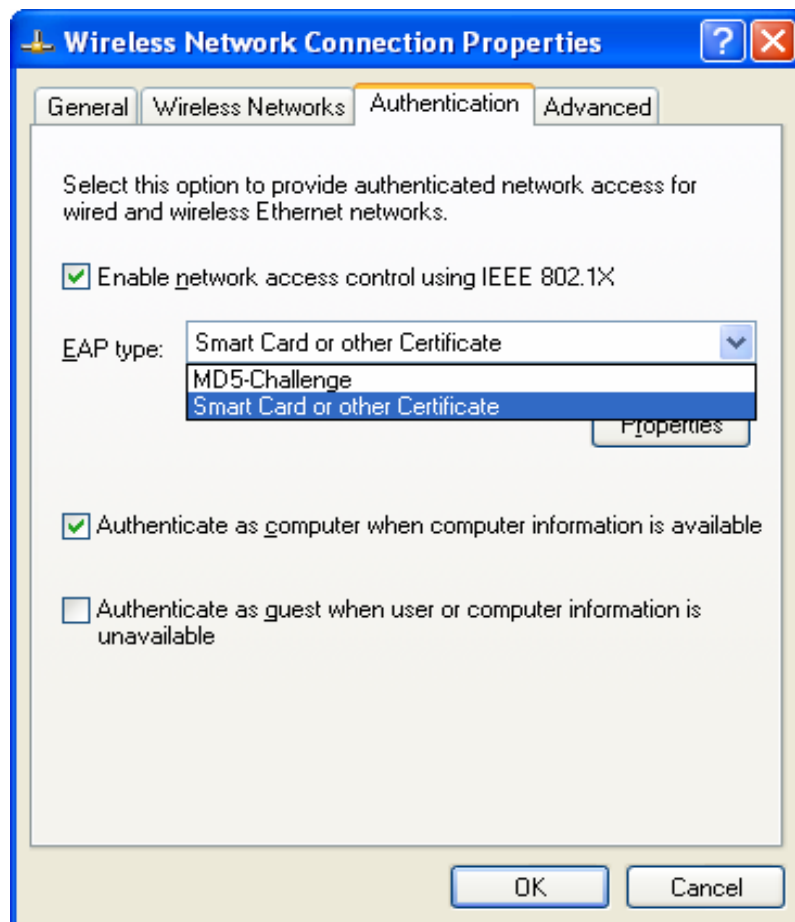 Wireless Network Connection Properties
?
General Wireless Networks Authentication Advanced
Select this option to provide authenticated network access for
wired and wireless Ethernet networks.
Enable network access control using IEEE 802.1X
EAP type: Smart Card or other Certificate
MD5-Challenge
Smart Card or other Certificate
Properties
Authenticate as computer when computer information is available
Authenticate as guest when user or computer information is
unavailable
OK Cancel